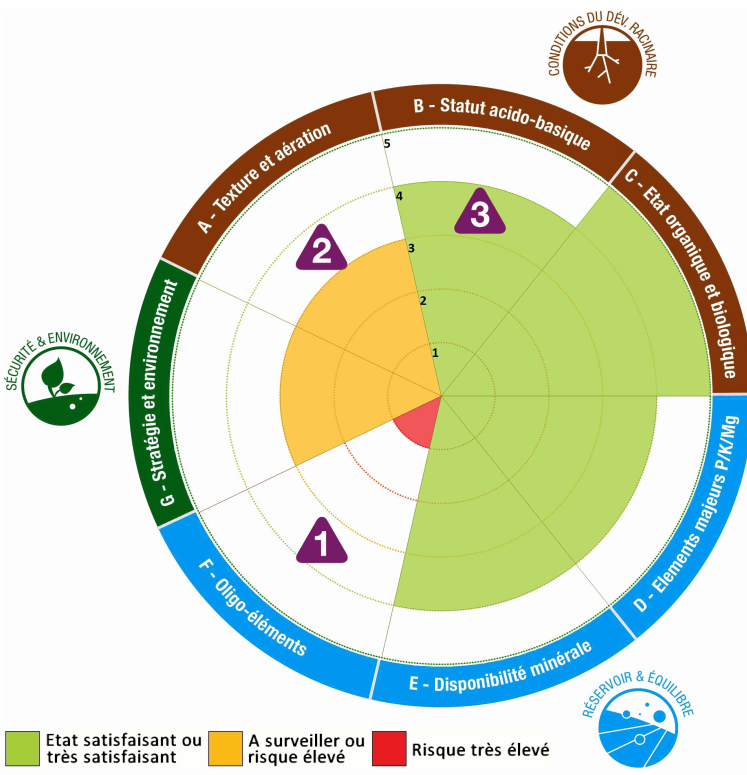 CONDITIONS DU DÉV. RACINAIRE
B - Statut acido-basique
A - Texture et aération
C - Etat organique et biologique
5
4
3
3
2
2
1
SÉCURITÉ & ENVIRONNEMENT
G - Stratégie et environnement
D - Elements majeurs P/K/Mg
1
F - Oligo-éléments
E - Disponibilité minérale
RÉSERVOIR & ÉQUILIBRE
Etat satisfaisant ou
très satisfaisant
A surveiller ou
risque élevé
Risque très élevé